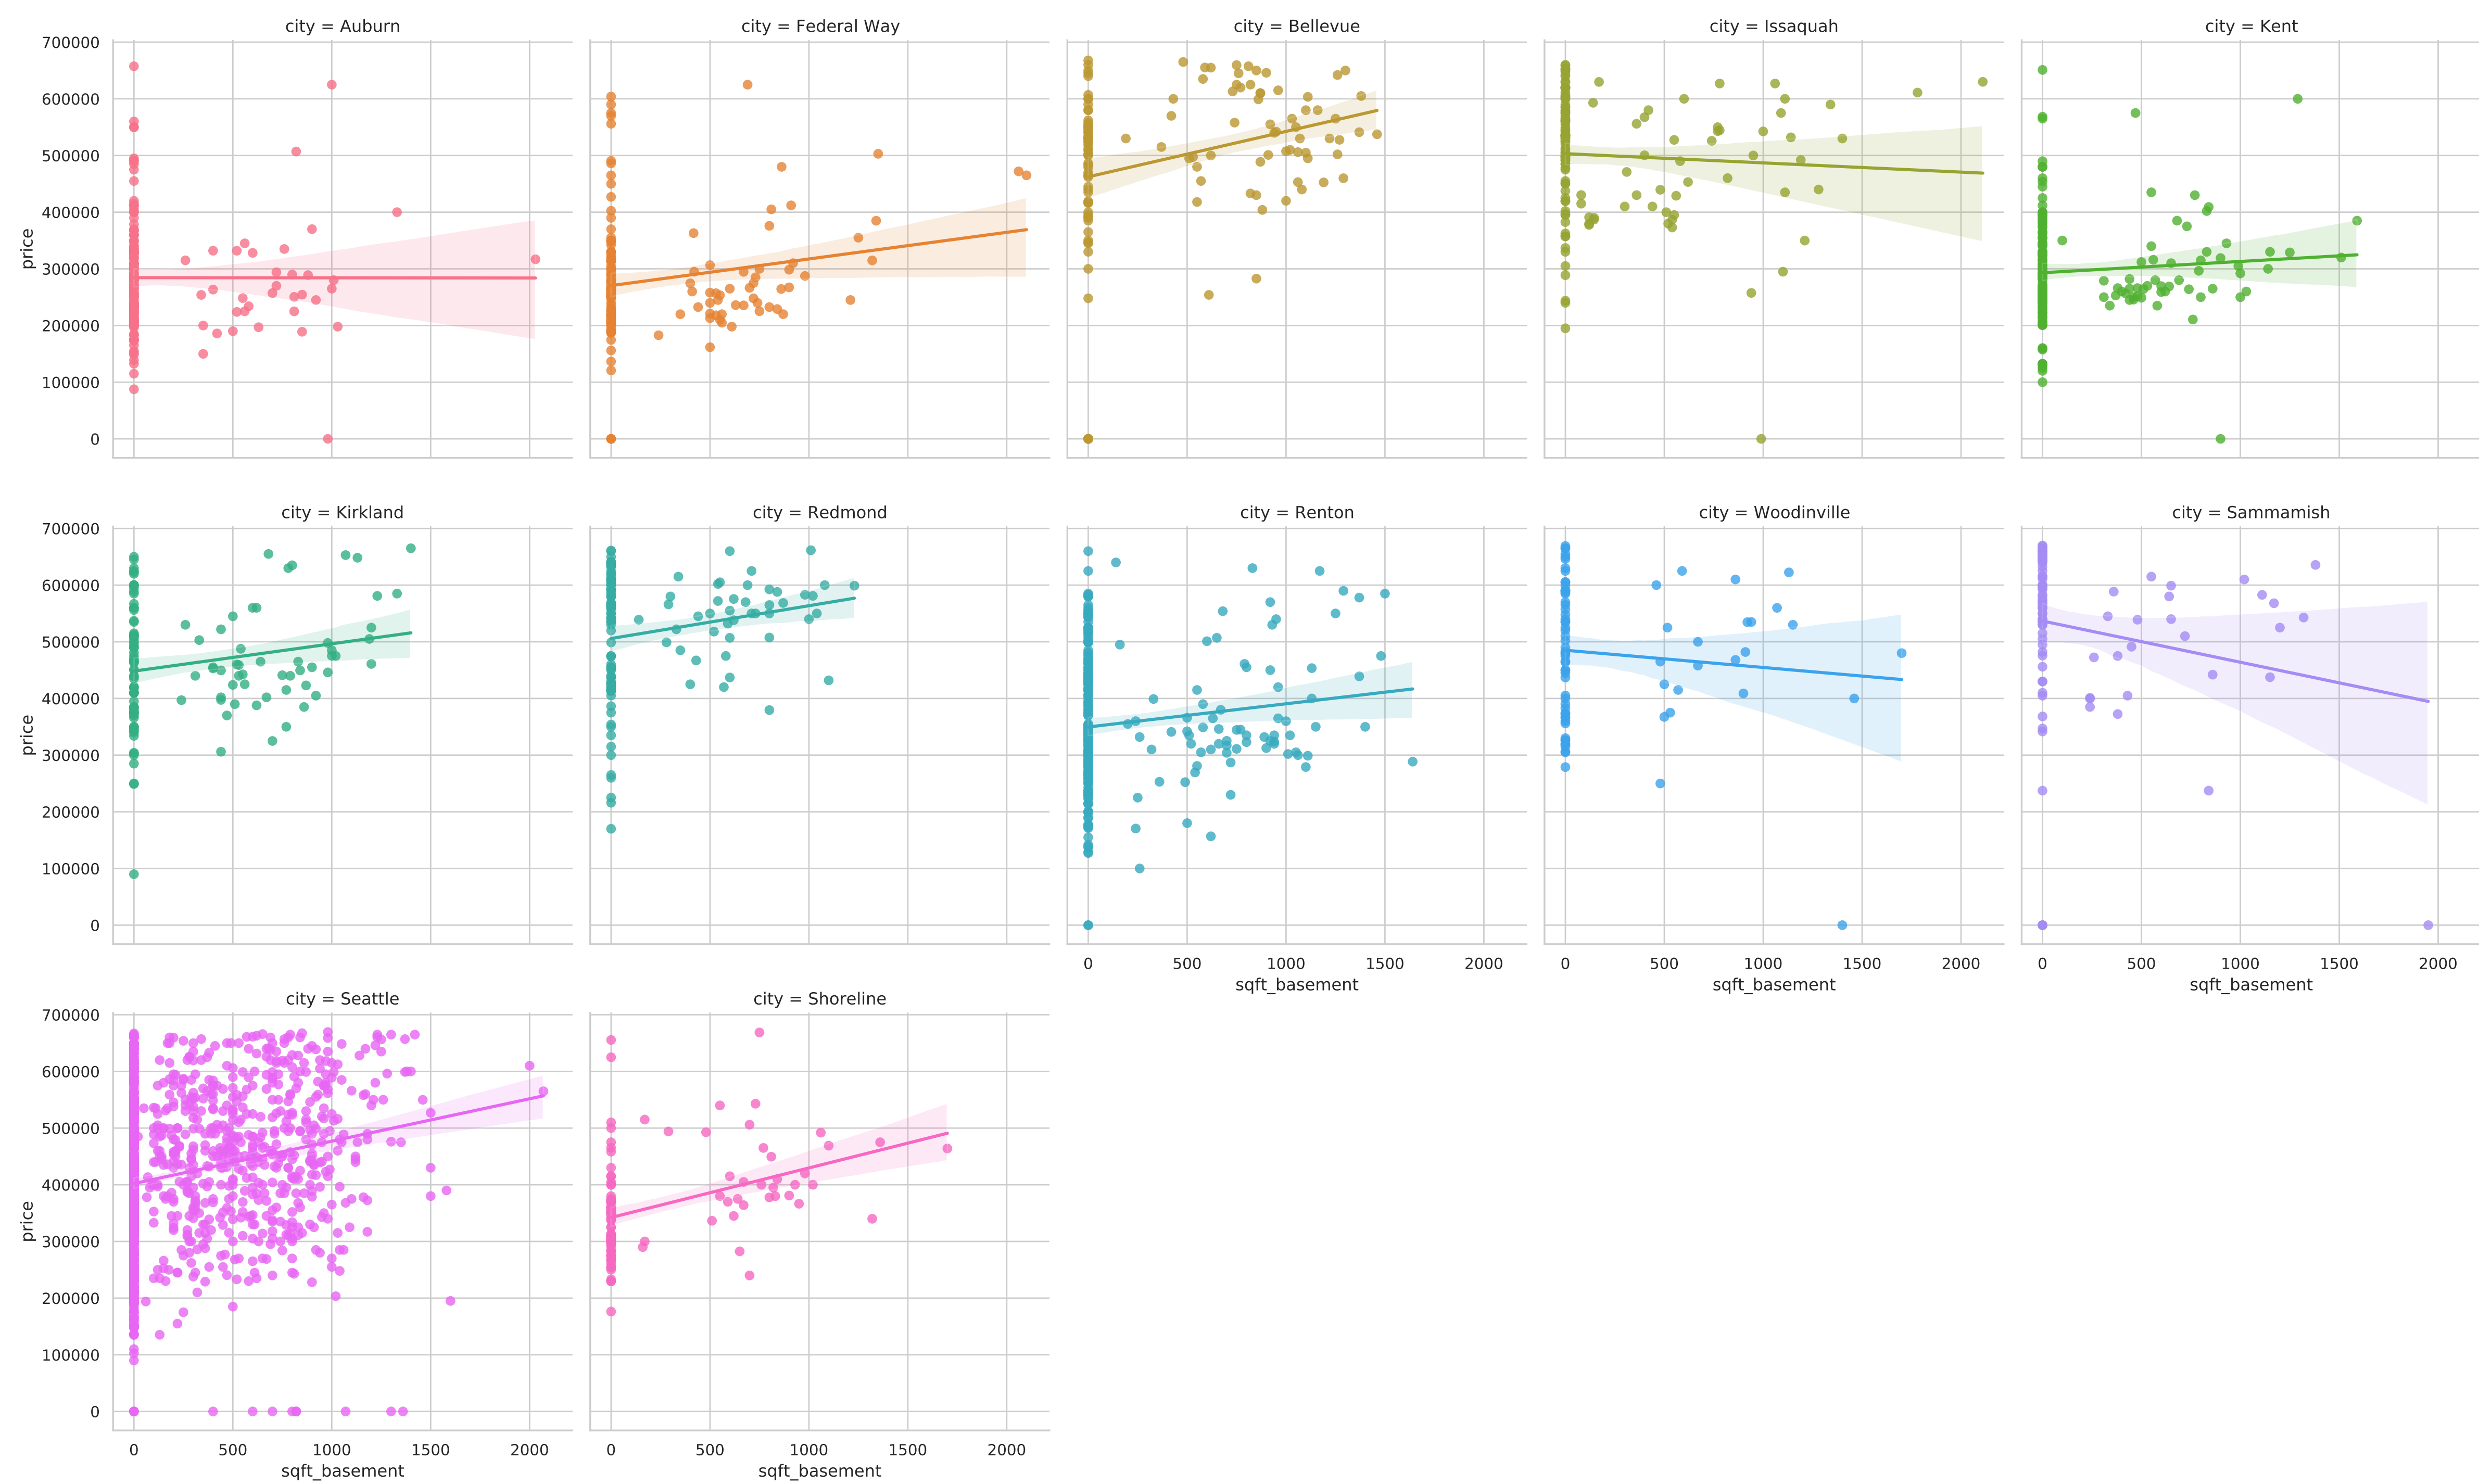 city = Auburn
city = Federal Way
city = Bellevue
city = Issaquah
city = Kent
700000
600000
500000
400000
300000
200000
100000
0
price
city = Kirkland
city = Redmond
city = Renton
city = Woodinville
city = Sammamish
700000
600000
500000
400000
300000
200000
100000
0
price
0 500 1000 1500 2000
sqft_basement
0 500 1000 1500 2000
sqft_basement
0 500 1000 1500 2000
sqft_basement
city = Seattle
city = Shoreline
700000
600000
500000
400000
300000
200000
100000
0
price
0 500 1000 1500 2000
sqft_basement
0 500 1000 1500 2000
sqft_basement